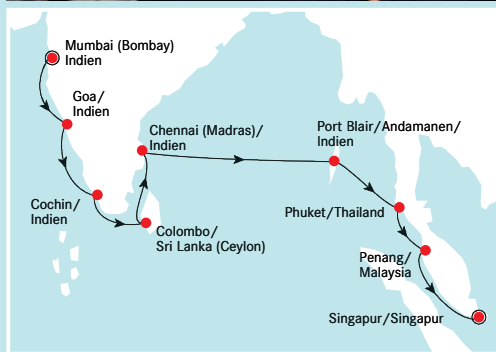 Mumbai (Bombay)
Indien
Goa/
Indien
Chennai (Madras)/
Indien
Port Blair/Andamanen/
Indien
Cochin/
Indien
Colombo/
Sri Lanka (Ceylon)
Phuket/Thailand
Penang/
Malaysia
Singapur/Singapur